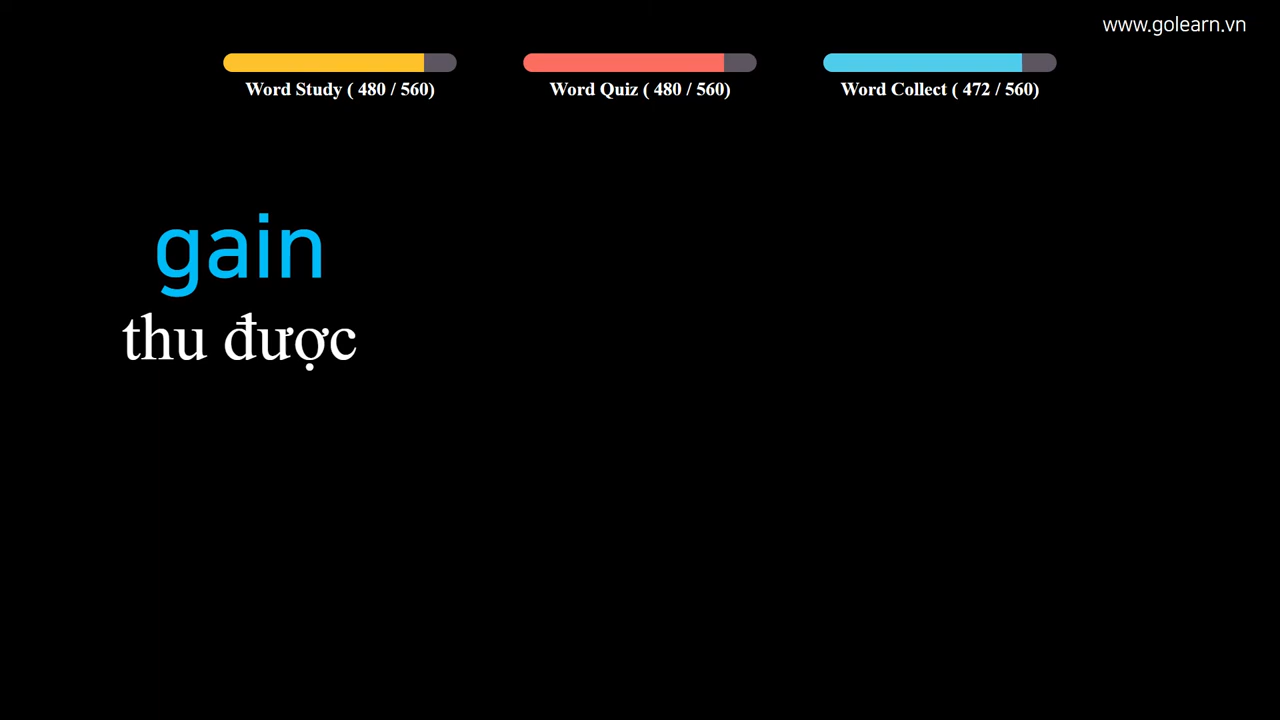 www.golearn.vn
Word Study ( 480 / 560)
Word Quiz ( 480 / 560)
Word Collect ( 472 / 560)
gain
thu được